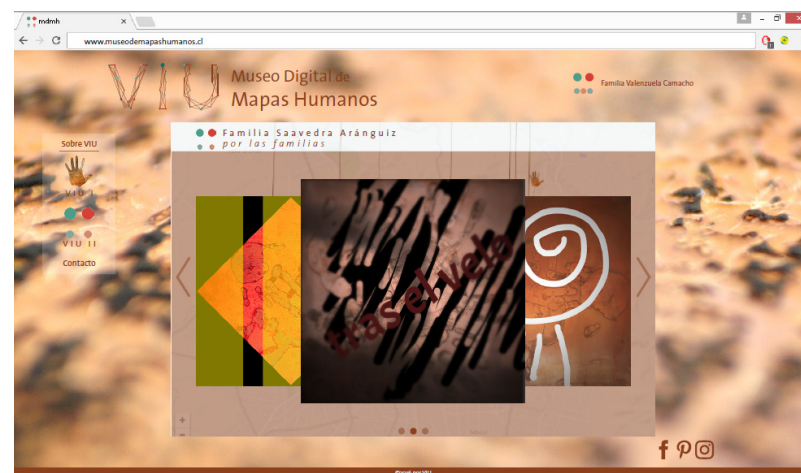 mdmh
www.museodemapashumanos.cl
VIU Museo Digital de
Mapas Humanos
Familia Valenzuela Camacho
Sobre VIU
VIU I
VIU II
Contacto
Familia Saavedra Aránguiz
por las familias
tras el vele